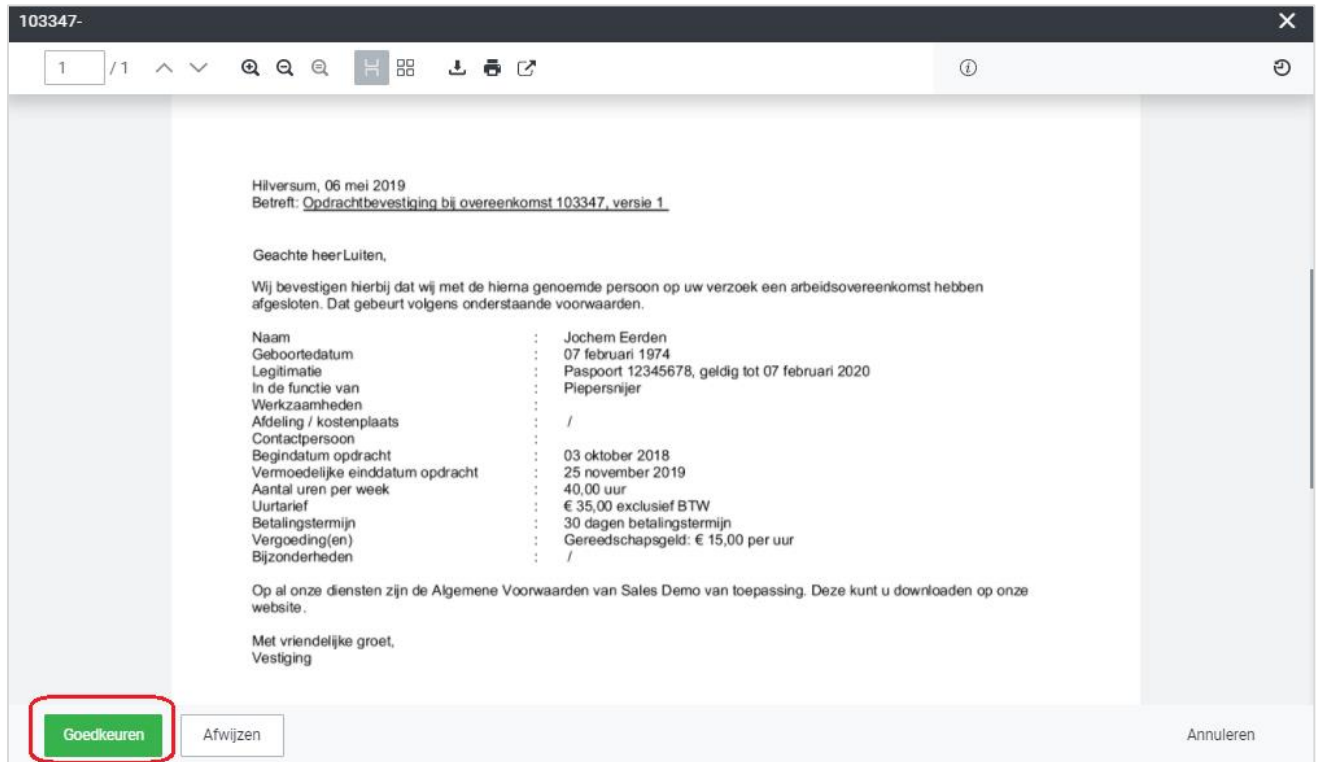 103347-
1 / 1
Hilversum, 06 mei 2019
Betreft: Opdrachtbevestiging bij overeenkomst 103347, versie 1
Geachte heer Luiten,
Wij bevestigen hierbij dat wij met de hierna genoemde persoon op uw verzoek een arbeidsovereenkomst hebben
afgesloten. Dat gebeurt volgens onderstaande voorwaarden.
Naam : Jochem Eerden
Geboortedatum : 07 februari 1974
Legitimatie : Paspoort 12345678, geldig tot 07 februari 2020
In de functie van : Piepersnijer
Werkzaamheden :
Afdeling / kostenplaats : /
Contactpersoon :
Begindatum opdracht : 03 oktober 2018
Vermoedelijke einddatum opdracht : 25 november 2019
Aantal uren per week : 40,00 uur
Uurtarief : € 35,00 exclusief BTW
Betalingstermijn : 30 dagen betalingstermijn
Vergoeding(en) : Gereedschapsgeld: € 15,00 per uur
Bijzonderheden : /
Op al onze diensten zijn de Algemene Voorwaarden van Sales Demo van toepassing. Deze kunt u downloaden op onze
website.
Met vriendelijke groet,
Vestiging
Goedkeuren Afwijzen Annuleren